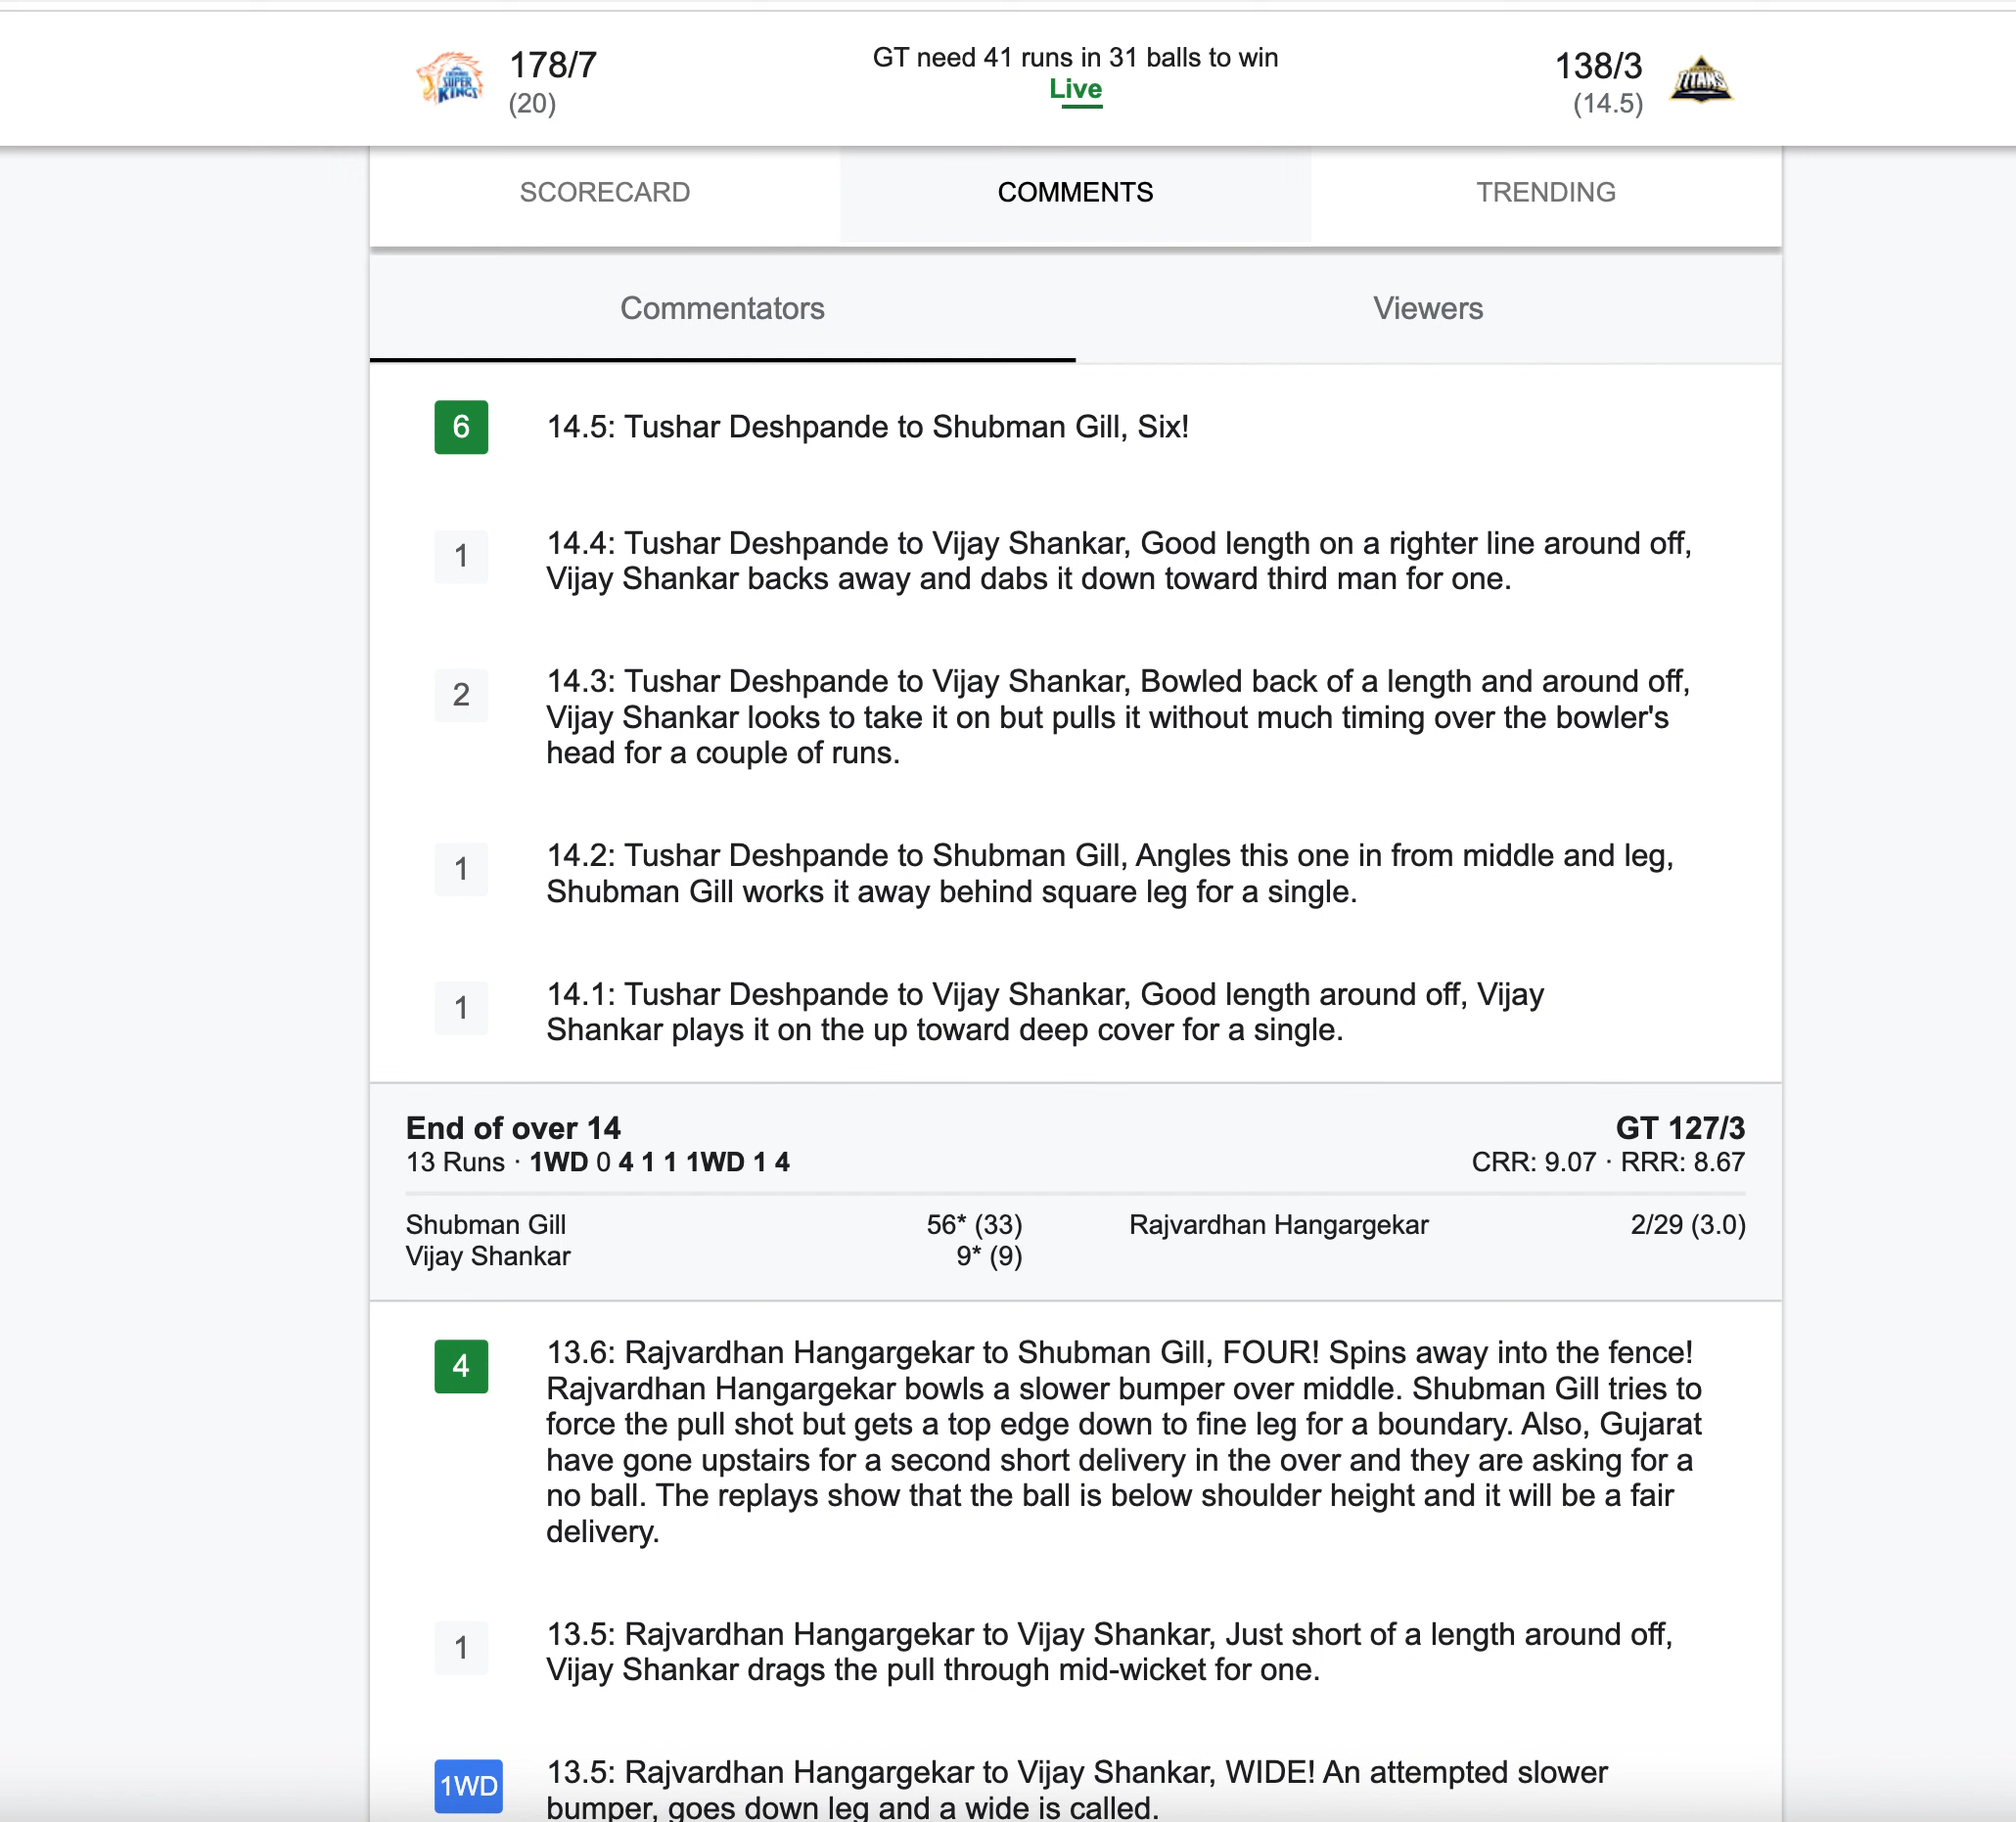 178/7
(20)
GT need 41 runs in 31 balls to win
Live
138/3
(14.5)
SUPER
KINGS
TITANS
SCORECARD
COMMENTS
TRENDING
Commentators
Viewers
6
14.5: Tushar Deshpande to Shubman Gill, Six!
1
14.4: Tushar Deshpande to Vijay Shankar, Good length on a righter line around off,
Vijay Shankar backs away and dabs it down toward third man for one.
2
14.3: Tushar Deshpande to Vijay Shankar, Bowled back of a length and around off,
Vijay Shankar looks to take it on but pulls it without much timing over the bowler's
head for a couple of runs.
1
14.2: Tushar Deshpande to Shubman Gill, Angles this one in from middle and leg,
Shubman Gill works it away behind square leg for a single.
1
14.1: Tushar Deshpande to Vijay Shankar, Good length around off, Vijay
Shankar plays it on the up toward deep cover for a single.
End of over 14
GT 127/3
13 Runs · 1WD 0 4 1 1 1WD 1 4
CRR: 9.07 · RRR: 8.67
Shubman Gill 56* (33)
Rajvardhan Hangargekar 2/29 (3.0)
Vijay Shankar 9* (9)
4
13.6: Rajvardhan Hangargekar to Shubman Gill, FOUR! Spins away into the fence!
Rajvardhan Hangargekar bowls a slower bumper over middle. Shubman Gill tries to
force the pull shot but gets a top edge down to fine leg for a boundary. Also, Gujarat
have gone upstairs for a second short delivery in the over and they are asking for a
no ball. The replays show that the ball is below shoulder height and it will be a fair
delivery.
1
13.5: Rajvardhan Hangargekar to Vijay Shankar, Just short of a length around off,
Vijay Shankar drags the pull through mid-wicket for one.
1WD
13.5: Rajvardhan Hangargekar to Vijay Shankar, WIDE! An attempted slower
bumper, goes down leg and a wide is called.